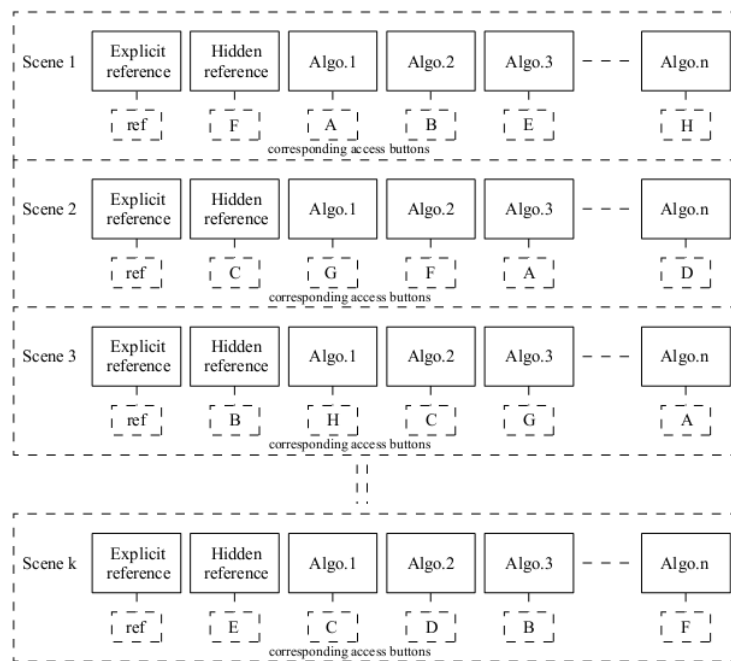 Scene 1
Explicit reference
Hidden reference
Algo.1
Algo.2
Algo.3
Algo.n
ref
F
A
B
E
H
corresponding access buttons
Scene 2
Explicit reference
Hidden reference
Algo.1
Algo.2
Algo.3
Algo.n
ref
C
G
F
A
D
corresponding access buttons
Scene 3
Explicit reference
Hidden reference
Algo.1
Algo.2
Algo.3
Algo.n
ref
B
H
C
G
A
corresponding access buttons
Scene k
Explicit reference
Hidden reference
Algo.1
Algo.2
Algo.3
Algo.n
ref
E
C
D
B
F
corresponding access buttons